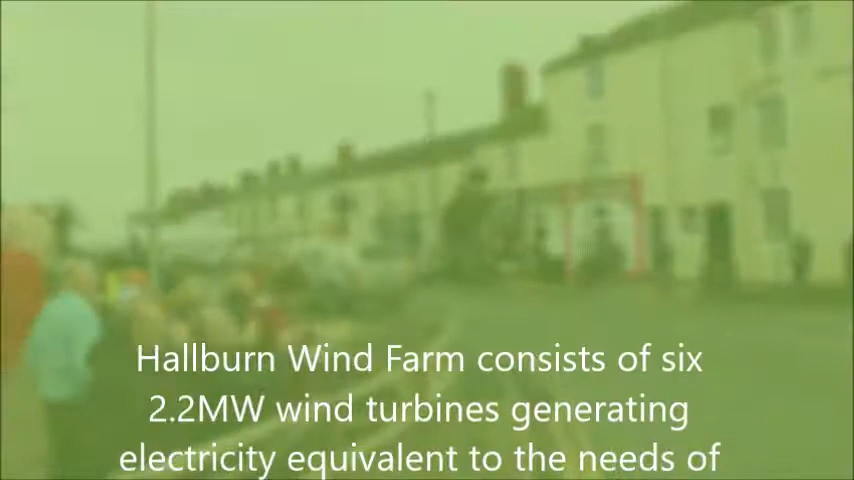 Hallburn Wind Farm consists of six
2.2MW wind turbines generating
electricity equivalent to the needs of